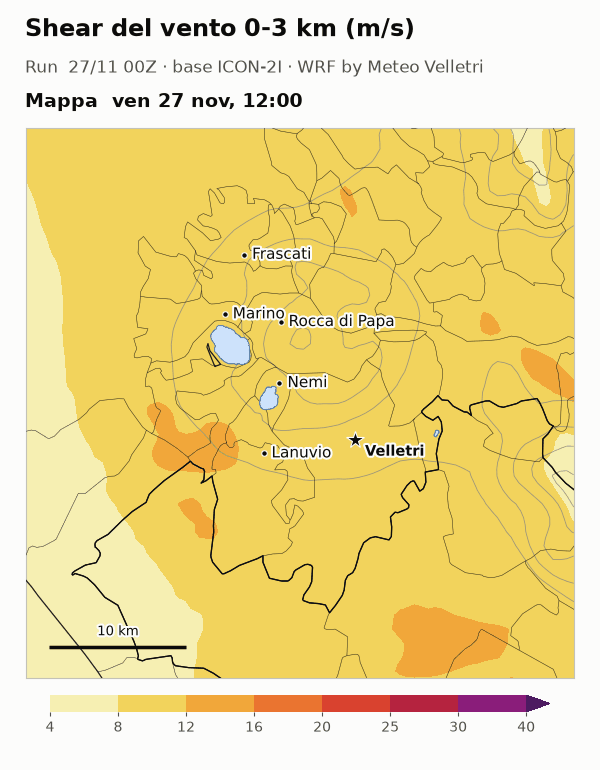 Shear del vento 0-3 km (m/s)
Run  27/11 00Z · base ICON-2I · WRF by Meteo Velletri
Mappa  ven 27 nov, 12:00
Frascati
Marino
Rocca di Papa
Nemi
Velletri
Lanuvio
10 km
4 8 12 16 20 25 30 40